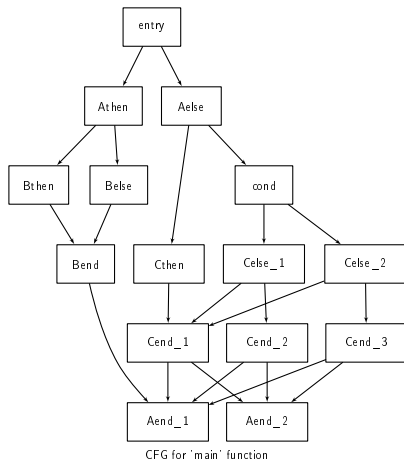 entry
Athen
Aelse
Bthen
Belse
cond
Bend
Cthen
Celse_1
Celse_2
Cend_1
Cend_2
Cend_3
Aend_1
Aend_2
CFG for 'main' function